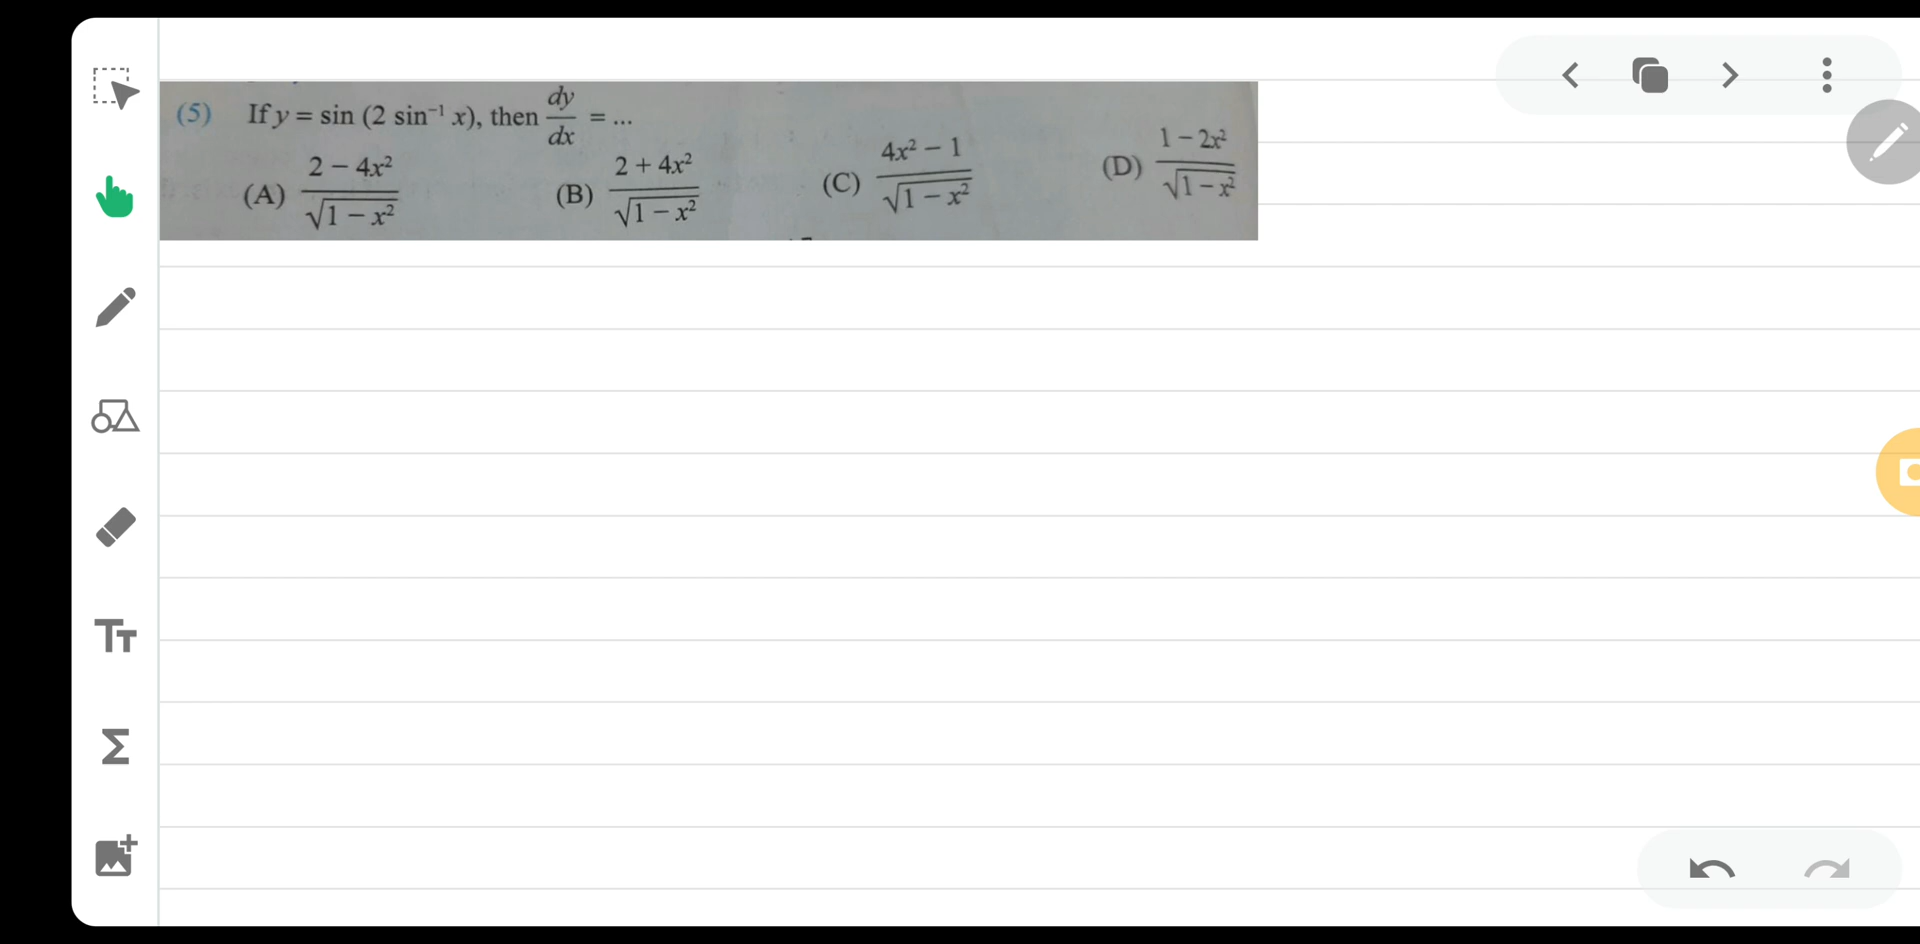 (5) If y = sin (2 sin⁻¹ x), then dy/dx = ...
(A) 2 − 4x²/√1 − x² (B) 2 + 4x²/√1 − x² (C) 4x² − 1/√1 − x² (D) 1 − 2x²/√1 − x²
TT
Σ